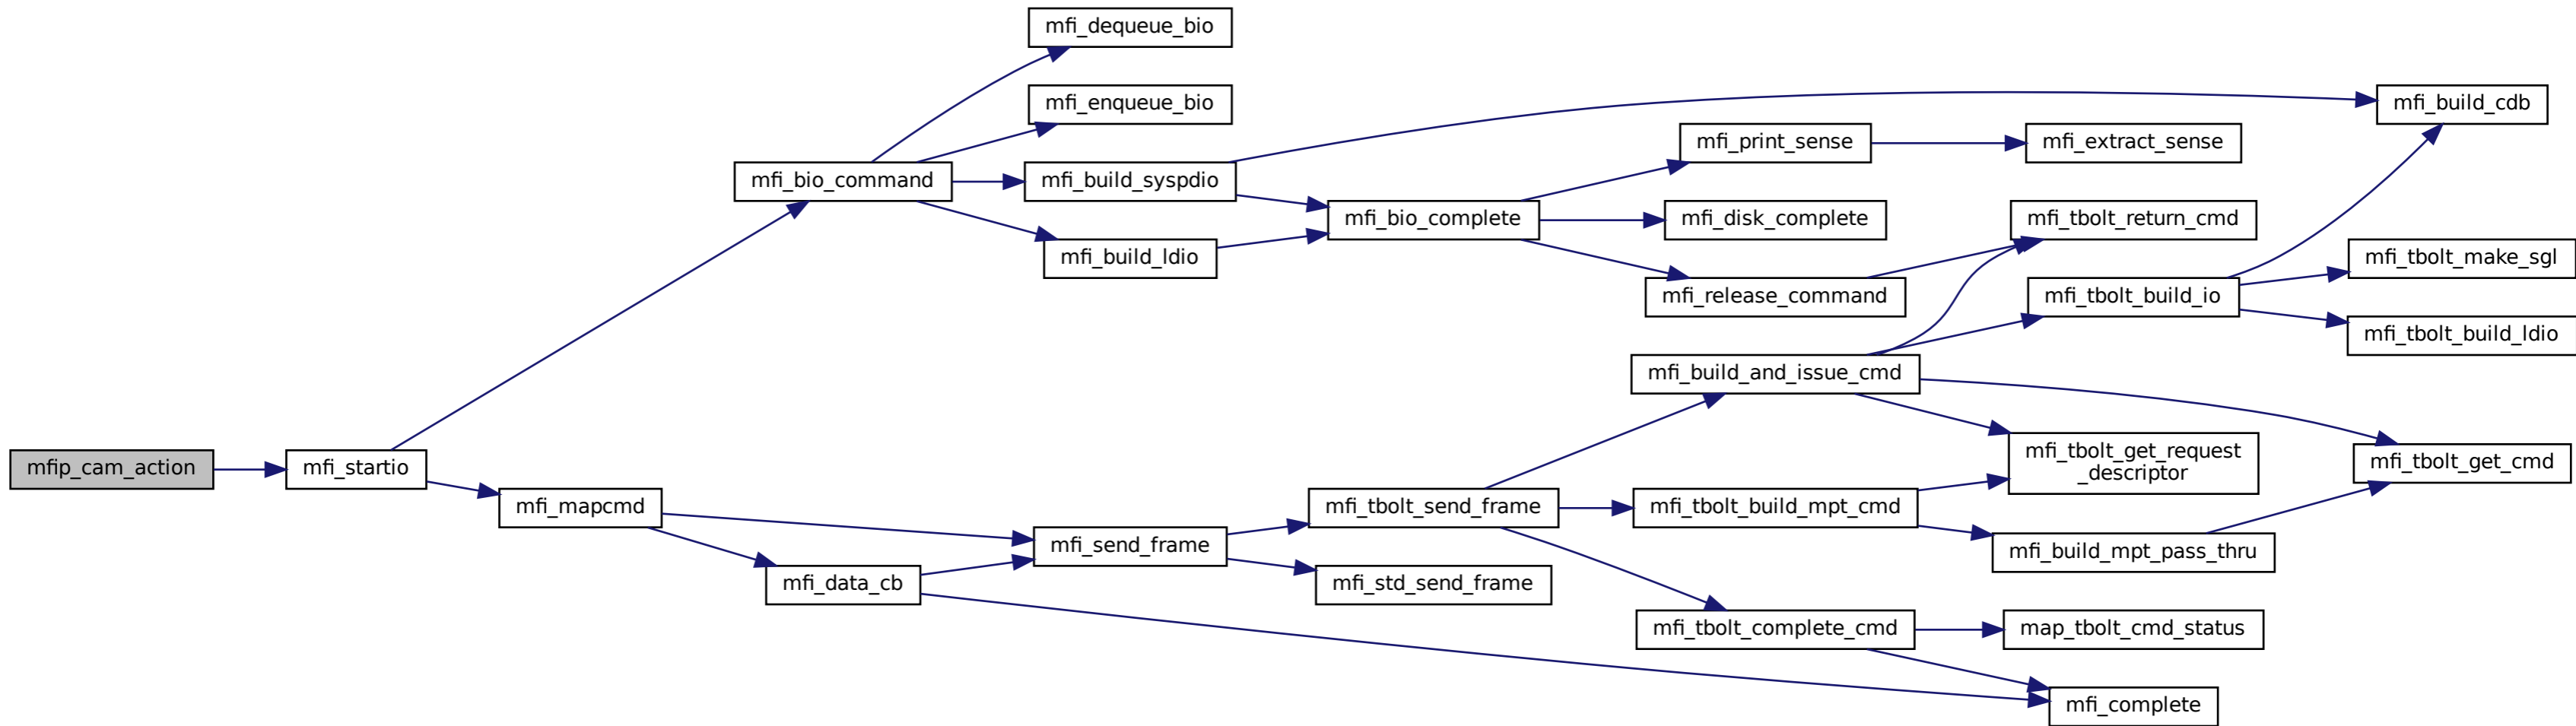 mfi_dequeue_bio
mfi_enqueue_bio
mfi_build_cdb
mfi_print_sense
mfi_extract_sense
mfi_bio_command
mfi_build_syspdio
mfi_bio_complete
mfi_disk_complete
mfi_tbolt_return_cmd
mfi_build_ldio
mfi_tbolt_make_sgl
mfi_release_command
mfi_tbolt_build_io
mfi_tbolt_build_ldio
mfi_build_and_issue_cmd
mfip_cam_action
mfi_startio
mfi_tbolt_get_request
_descriptor
mfi_tbolt_get_cmd
mfi_mapcmd
mfi_tbolt_send_frame
mfi_tbolt_build_mpt_cmd
mfi_send_frame
mfi_build_mpt_pass_thru
mfi_data_cb
mfi_std_send_frame
mfi_tbolt_complete_cmd
map_tbolt_cmd_status
mfi_complete